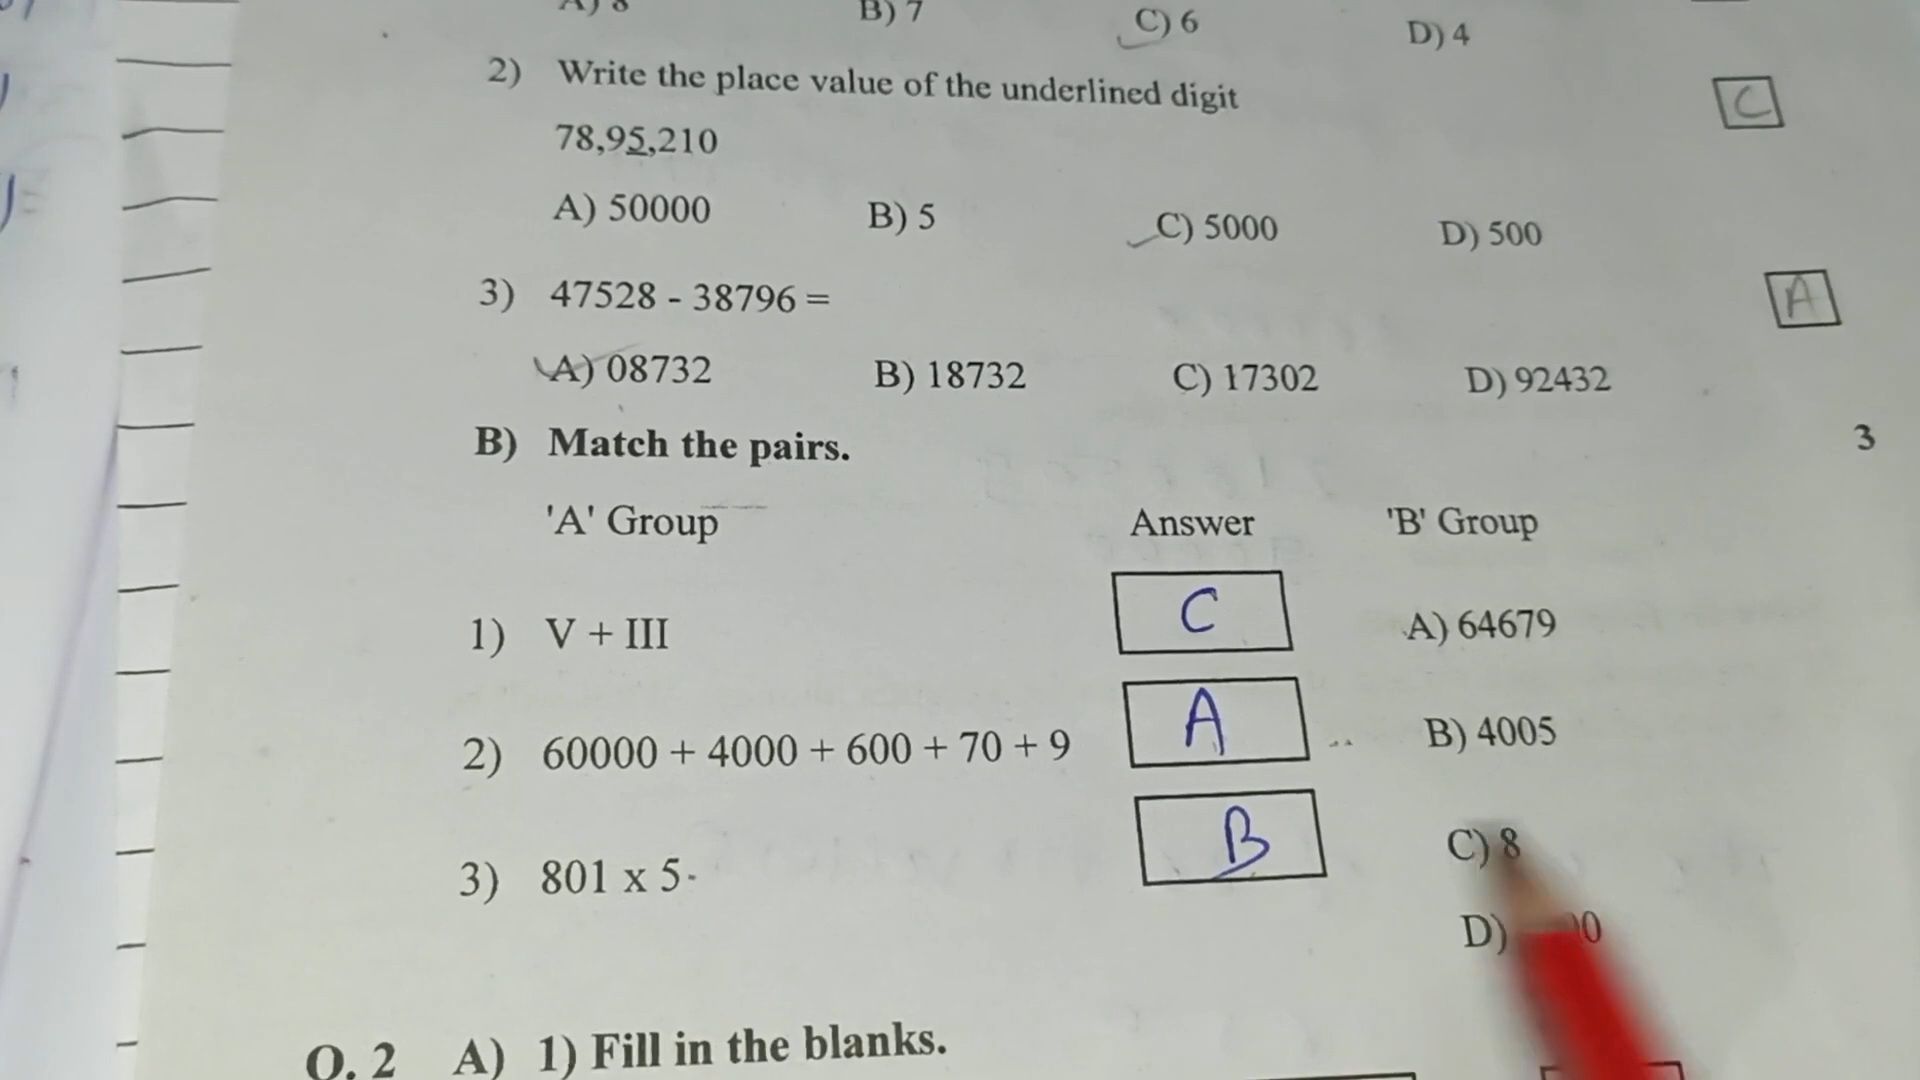 B) 7 C) 6 D) 4
2) Write the place value of the underlined digit C
78,95,210
A) 50000 B) 5 C) 5000 D) 500
3) 47528 - 38796 = A
A) 08732 B) 18732 C) 17302 D) 92432
B) Match the pairs. 3
'A' Group Answer 'B' Group
1) V + III C A) 64679
2) 60000 + 4000 + 600 + 70 + 9 A B) 4005
3) 801 x 5 B C) 8
D)
Q. 2 A) 1) Fill in the blanks.